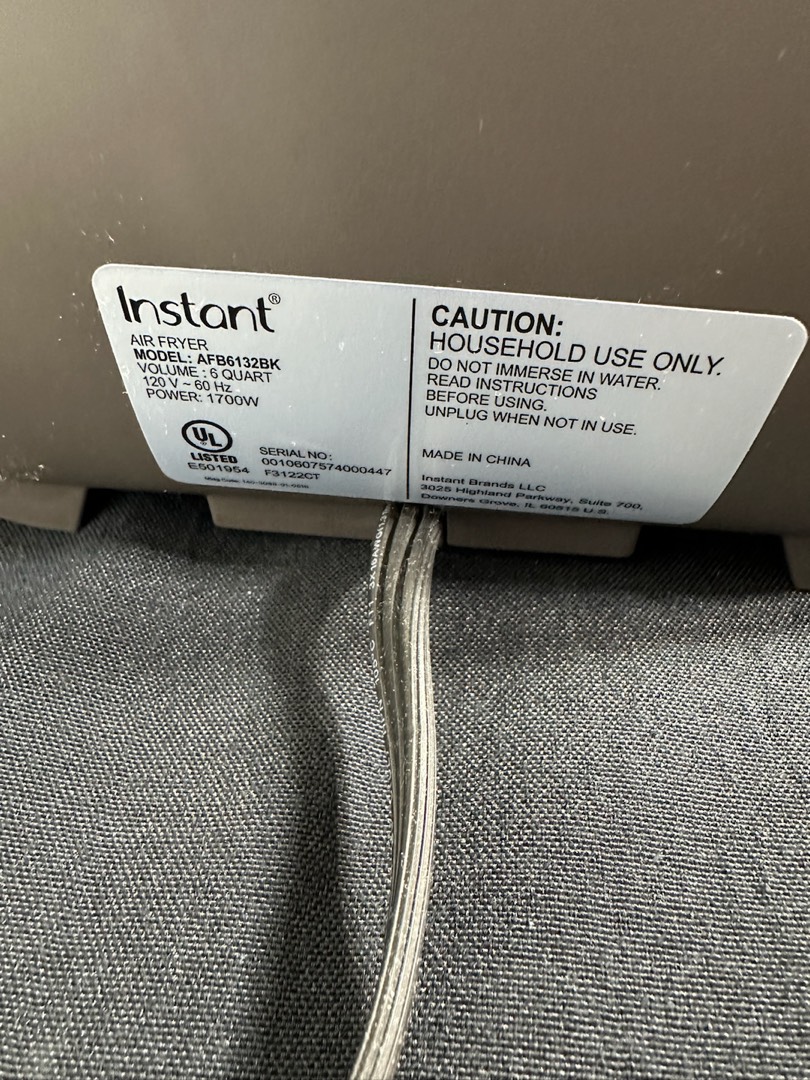 Instant®
AIR FRYER
MODEL: AFB6132BK
VOLUME : 6 QUART
120 V ~ 60 Hz
POWER: 1700W
UL
LISTED
E501954
SERIAL NO:
0010607574000447
F3122CT
CAUTION:
HOUSEHOLD USE ONLY.
DO NOT IMMERSE IN WATER.
READ INSTRUCTIONS
BEFORE USING.
UNPLUG WHEN NOT IN USE.
MADE IN CHINA
Instant Brands LLC
3025 Highland Parkway, Suite 700,
Downers Grove, IL 60515 U.S.